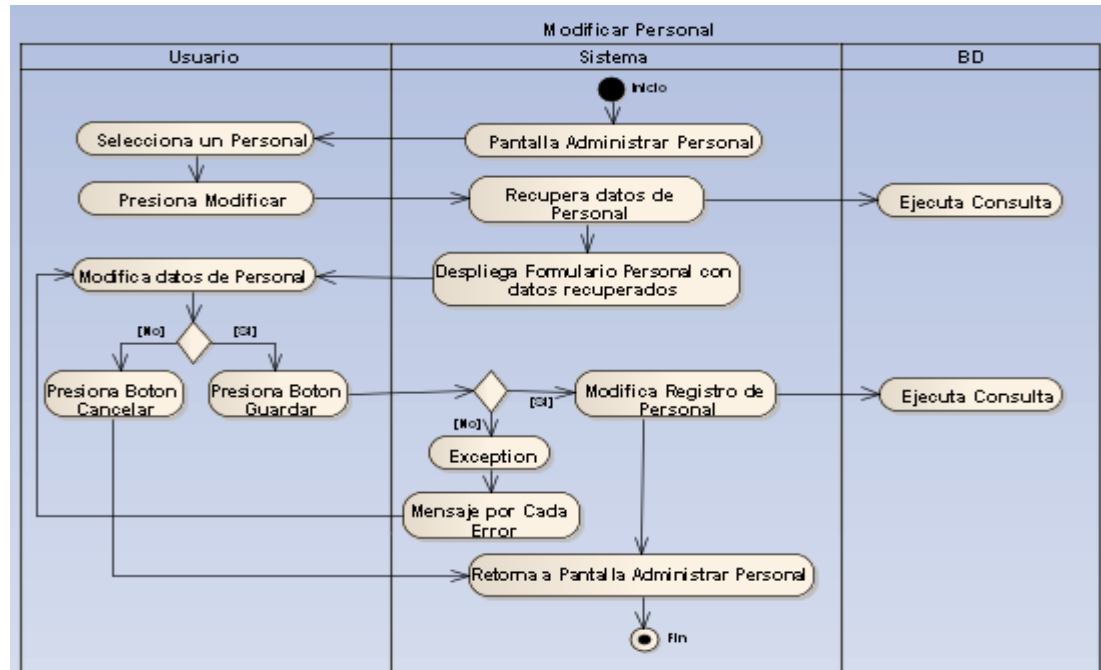 Modificar Personal
Usuario
Sistema
BD
Inicio
Pantalla Administrar Personal
Selecciona un Personal
Presiona Modificar
Recupera datos de
Personal
Ejecuta Consulta
Despliega Formulario Personal con
datos recuperados
Modifica datos de Personal
[No]
[SI]
Presiona Boton
Cancelar
Presiona Boton
Guardar
[SI]
Modifica Registro de
Personal
Ejecuta Consulta
[No]
Exception
Mensaje por Cada
Error
Retorna a Pantalla Administrar Personal
Fin